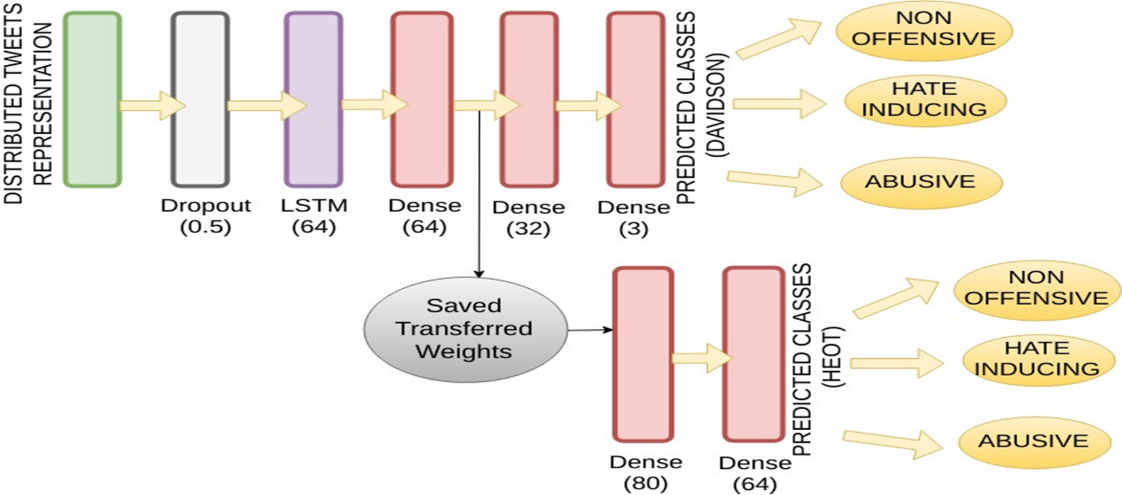 DISTRIBUTED TWEETS
REPRESENTATION
Dropout
(0.5)
LSTM
(64)
Dense
(64)
Dense
(32)
Dense
(3)
PREDICTED CLASSES
(DAVIDSON)
NON
OFFENSIVE
HATE
INDUCING
ABUSIVE
Saved
Transferred
Weights
Dense
(80)
Dense
(64)
PREDICTED CLASSES
(HEOT)
NON
OFFENSIVE
HATE
INDUCING
ABUSIVE